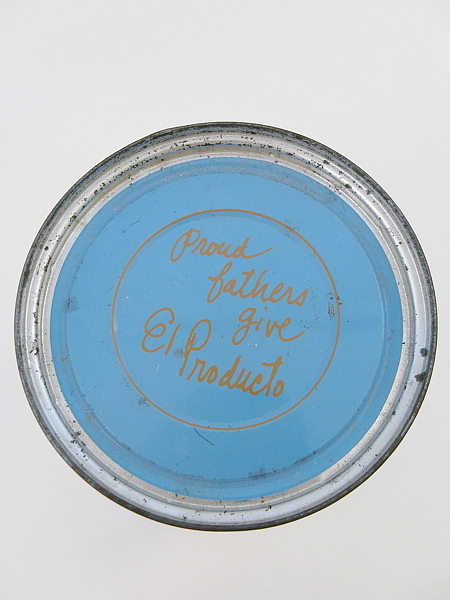 Proud
fathers
give
El Producto